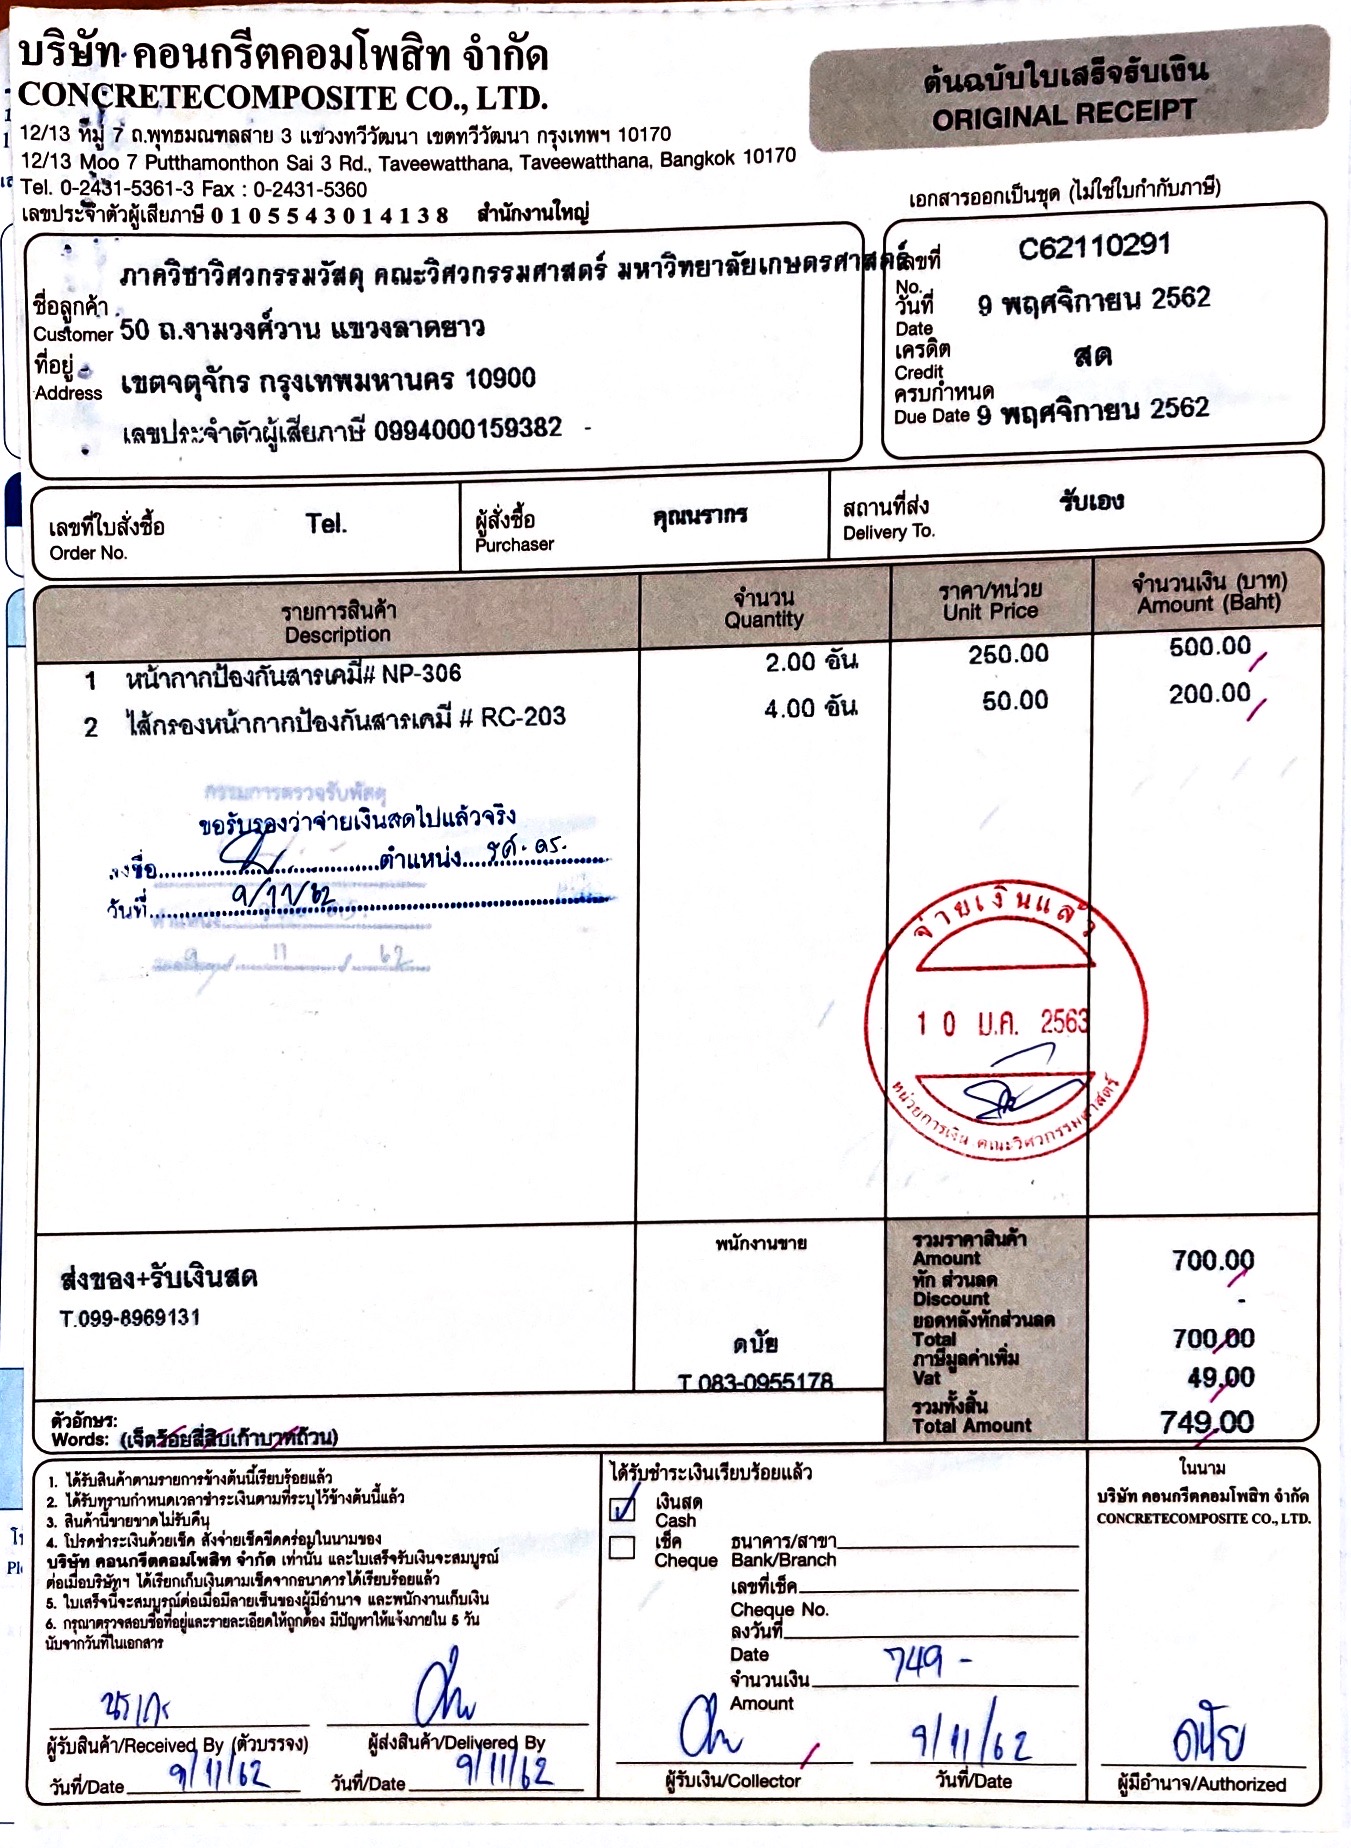 บริษัท คอนกรีตคอมโพสิท จำกัด
CONCRETECOMPOSITE CO., LTD.
12/13 หมู่ 7 ถ.พุทธมณฑลสาย 3 แขวงทวีวัฒนา เขตทวีวัฒนา กรุงเทพฯ 10170
12/13 Moo 7 Putthamonthon Sai 3 Rd., Taveewatthana, Taveewatthana, Bangkok 10170
Tel. 0-2431-5361-3 Fax : 0-2431-5360
เลขประจำตัวผู้เสียภาษี 0105543014138 สำนักงานใหญ่
ต้นฉบับใบเสร็จรับเงิน
ORIGINAL RECEIPT
เอกสารออกเป็นชุด (ไม่ใช่ใบกำกับภาษี)
ภาควิชาวิศวกรรมวัสดุ คณะวิศวกรรมศาสตร์ มหาวิทยาลัยเกษตรศาสตร์
ชื่อลูกค้า
Customer 50 ถ.งามวงศ์วาน แขวงลาดยาว
ที่อยู่
Address เขตจตุจักร กรุงเทพมหานคร 10900
เลขประจำตัวผู้เสียภาษี 0994000159382 -
เลขที่ C62110291
No.
วันที่ 9 พฤศจิกายน 2562
Date
เครดิต สด
Credit
ครบกำหนด
Due Date 9 พฤศจิกายน 2562
เลขที่ใบสั่งซื้อ Tel.
Order No.
ผู้สั่งซื้อ คุณนรากร
Purchaser
สถานที่ส่ง รับเอง
Delivery To.
รายการสินค้า จำนวน ราคา/หน่วย จำนวนเงิน (บาท)
Description Quantity Unit Price Amount (Baht)
1 หน้ากากป้องกันสารเคมี# NP-306 2.00 อัน 250.00 500.00
2 ไส้กรองหน้ากากป้องกันสารเคมี # RC-203 4.00 อัน 50.00 200.00
กรรมการตรวจรับพัสดุ
ขอรับรองว่าจ่ายเงินสดไปแล้วจริง
ลงชื่อ ตำแหน่ง รศ.ดร.
วันที่ 9/11/62
11 62
จ่ายเงินแล้ว
10 ม.ค. 2563
หน่วยการเงิน คณะวิศวกรรมศาสตร์
ส่งของ+รับเงินสด
T.099-8969131
พนักงานขาย
ดนัย
T 083-0955178
รวมราคาสินค้า
Amount 700.00
หัก ส่วนลด
Discount -
ยอดหลังหักส่วนลด
Total 700.00
ภาษีมูลค่าเพิ่ม
Vat 49.00
รวมทั้งสิ้น
Total Amount 749.00
ตัวอักษร:
Words: (เจ็ดร้อยสี่สิบเก้าบาทถ้วน)
1. ได้รับสินค้าตามรายการข้างต้นนี้เรียบร้อยแล้ว
2. ได้รับทราบกำหนดเวลาชำระเงินตามที่ระบุไว้ข้างต้นนี้แล้ว
3. สินค้านี้ขายขาดไม่รับคืน
4. โปรดชำระเงินด้วยเช็ค สั่งจ่ายเช็คขีดคร่อมในนามของ
บริษัท คอนกรีตคอมโพสิท จำกัด เท่านั้น และใบเสร็จรับเงินจะสมบูรณ์
ต่อเมื่อบริษัทฯ ได้เรียกเก็บเงินตามเช็คจากธนาคารได้เรียบร้อยแล้ว
5. ใบเสร็จนี้จะสมบูรณ์ต่อเมื่อมีลายเซ็นของผู้มีอำนาจ และพนักงานเก็บเงิน
6. กรุณาตรวจสอบชื่อที่อยู่และรายละเอียดให้ถูกต้อง มีปัญหาให้แจ้งภายใน 5 วัน
นับจากวันที่ในเอกสาร
นรากร
ผู้รับสินค้า/Received By (ตัวบรรจง)
วันที่/Date 9/11/62
ผู้ส่งสินค้า/Delivered By
วันที่/Date 9/11/62
ได้รับชำระเงินเรียบร้อยแล้ว
เงินสด
Cash
เช็ค ธนาคาร/สาขา
Cheque Bank/Branch
เลขที่เช็ค
Cheque No.
ลงวันที่
Date
จำนวนเงิน 749 -
Amount
ผู้รับเงิน/Collector
9/11/62
วันที่/Date
ในนาม
บริษัท คอนกรีตคอมโพสิท จำกัด
CONCRETECOMPOSITE CO., LTD.
ดนัย
ผู้มีอำนาจ/Authorized